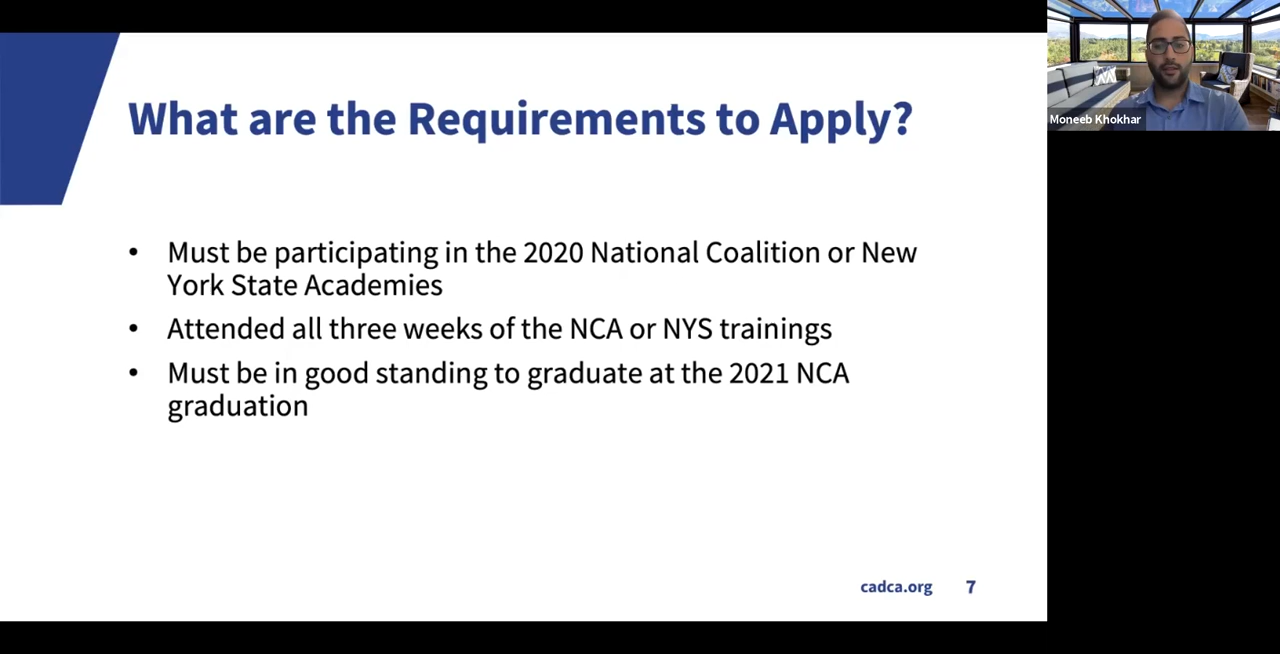 What are the Requirements to Apply?
• Must be participating in the 2020 National Coalition or New
York State Academies
• Attended all three weeks of the NCA or NYS trainings
• Must be in good standing to graduate at the 2021 NCA
graduation
cadca.org 7
Moneeb Khokhar